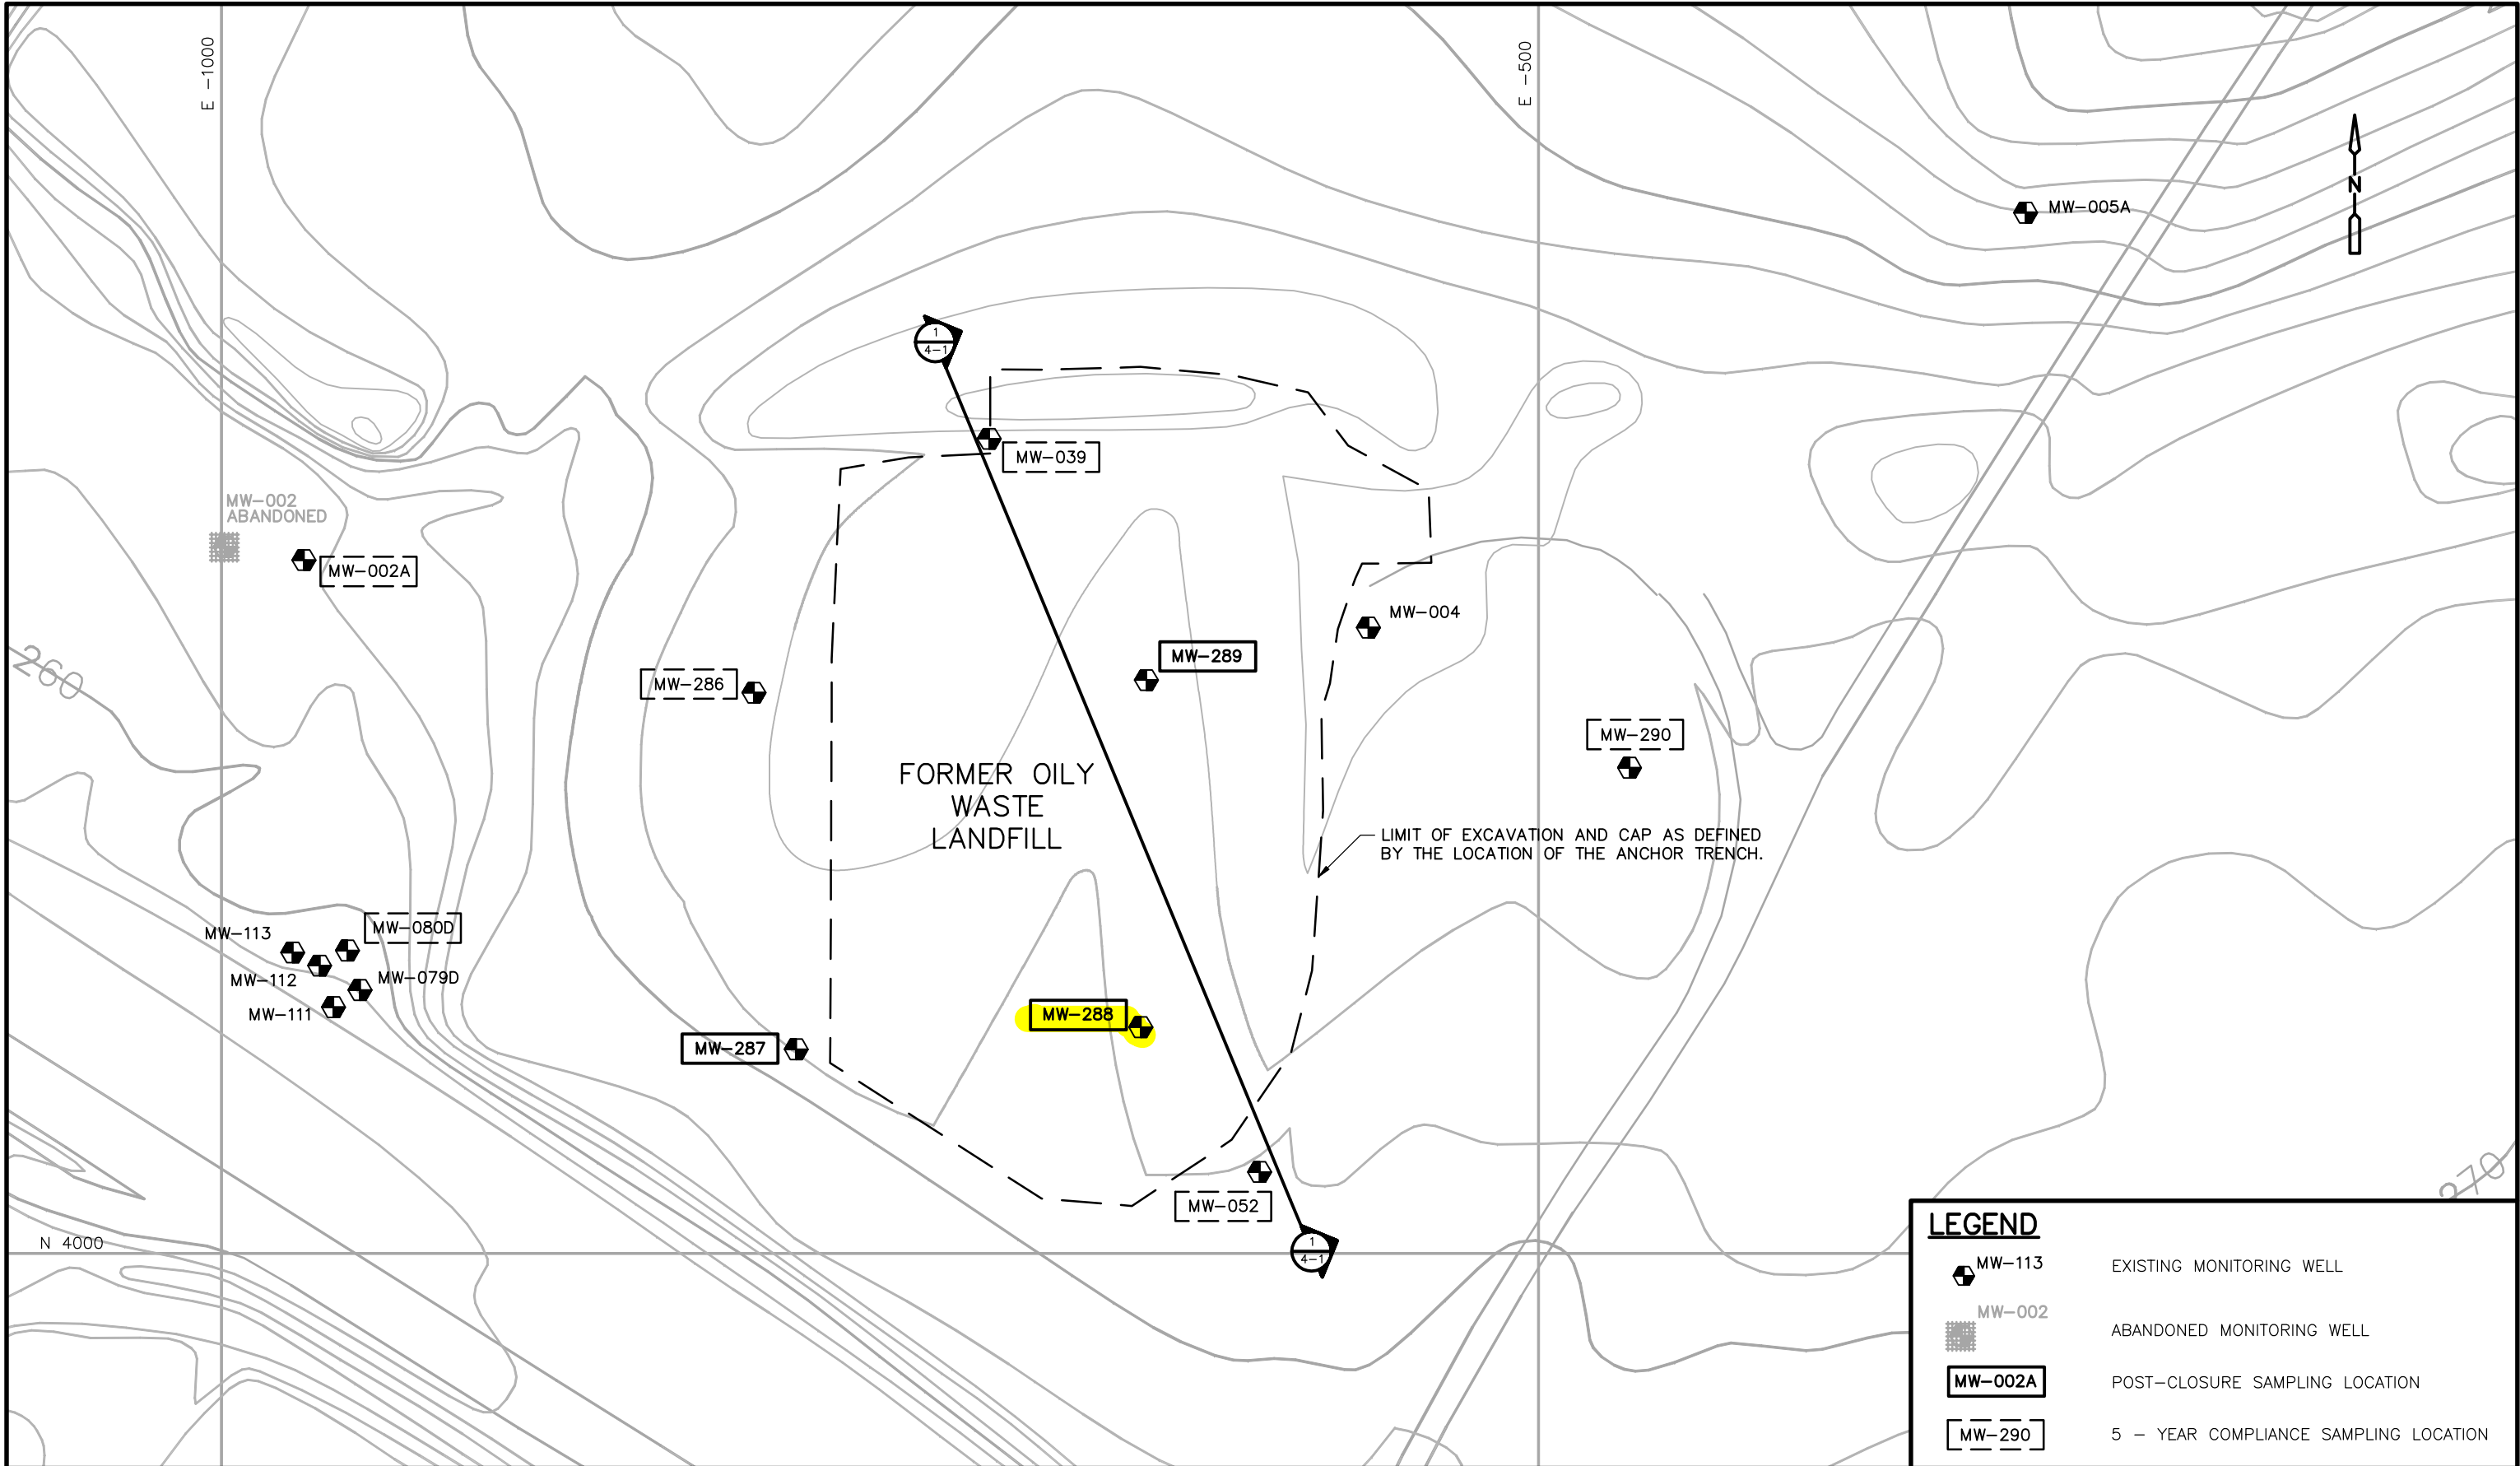 E -1000
E -500
N
MW-005A
1
4-1
MW-039
MW-002
ABANDONED
MW-002A
MW-004
260
MW-289
MW-286
MW-290
FORMER OILY
WASTE
LANDFILL
LIMIT OF EXCAVATION AND CAP AS DEFINED
BY THE LOCATION OF THE ANCHOR TRENCH.
MW-080D
MW-113
MW-112
MW-079D
MW-111
MW-288
MW-287
MW-052
N 4000
1
4-1
270
LEGEND
MW-113
EXISTING MONITORING WELL
MW-002
ABANDONED MONITORING WELL
MW-002A
POST-CLOSURE SAMPLING LOCATION
MW-290
5 - YEAR COMPLIANCE SAMPLING LOCATION